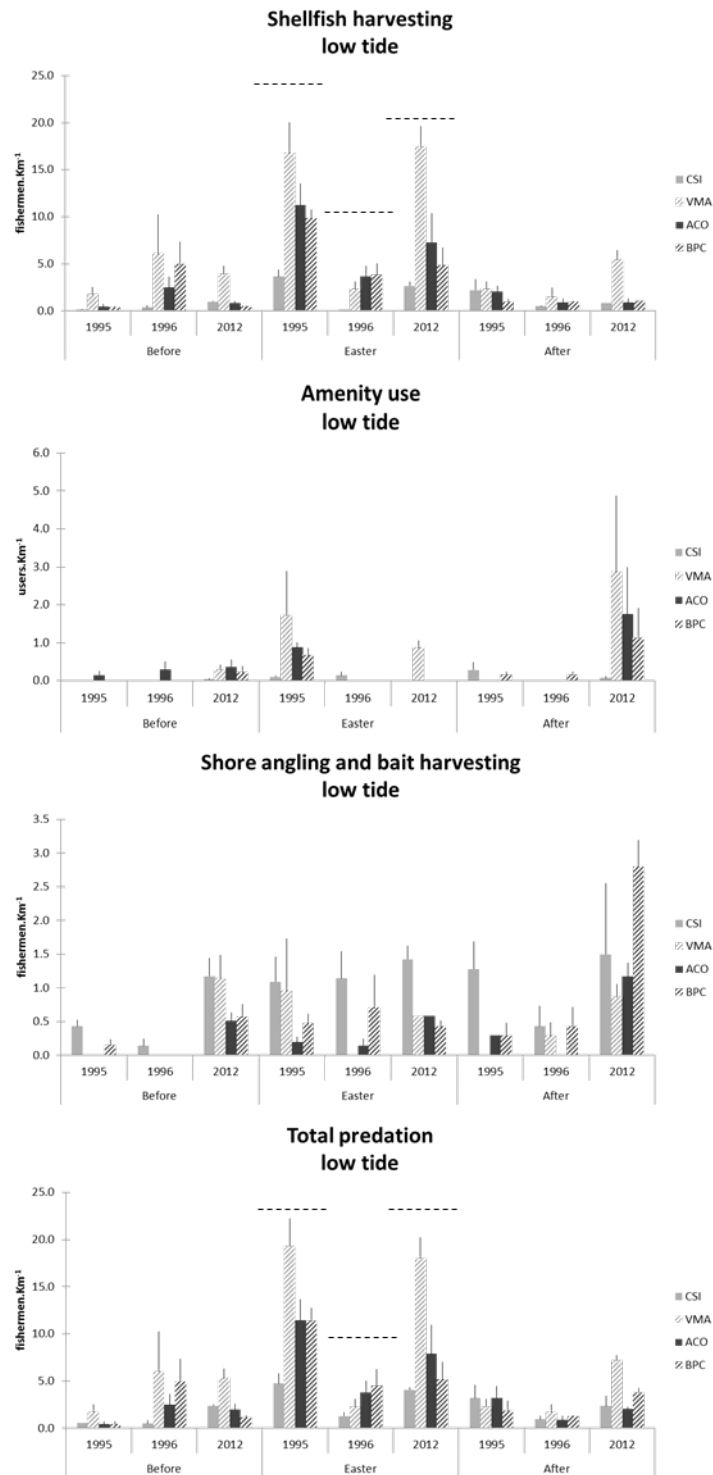 Shellfish harvesting
low tide
25.0
20.0
15.0
10.0
5.0
0.0
fishermen.Km⁻¹
1995 1996 2012 1995 1996 2012 1995 1996 2012
Before Easter After
CSI
VMA
ACO
BPC
Amenity use
low tide
6.0
5.0
4.0
3.0
2.0
1.0
0.0
users.Km⁻¹
1995 1996 2012 1995 1996 2012 1995 1996 2012
Before Easter After
CSI
VMA
ACO
BPC
Shore angling and bait harvesting
low tide
3.5
3.0
2.5
2.0
1.5
1.0
0.5
0.0
fishermen.Km⁻¹
1995 1996 2012 1995 1996 2012 1995 1996 2012
Before Easter After
CSI
VMA
ACO
BPC
Total predation
low tide
25.0
20.0
15.0
10.0
5.0
0.0
fishermen.Km⁻¹
1995 1996 2012 1995 1996 2012 1995 1996 2012
Before Easter After
CSI
VMA
ACO
BPC